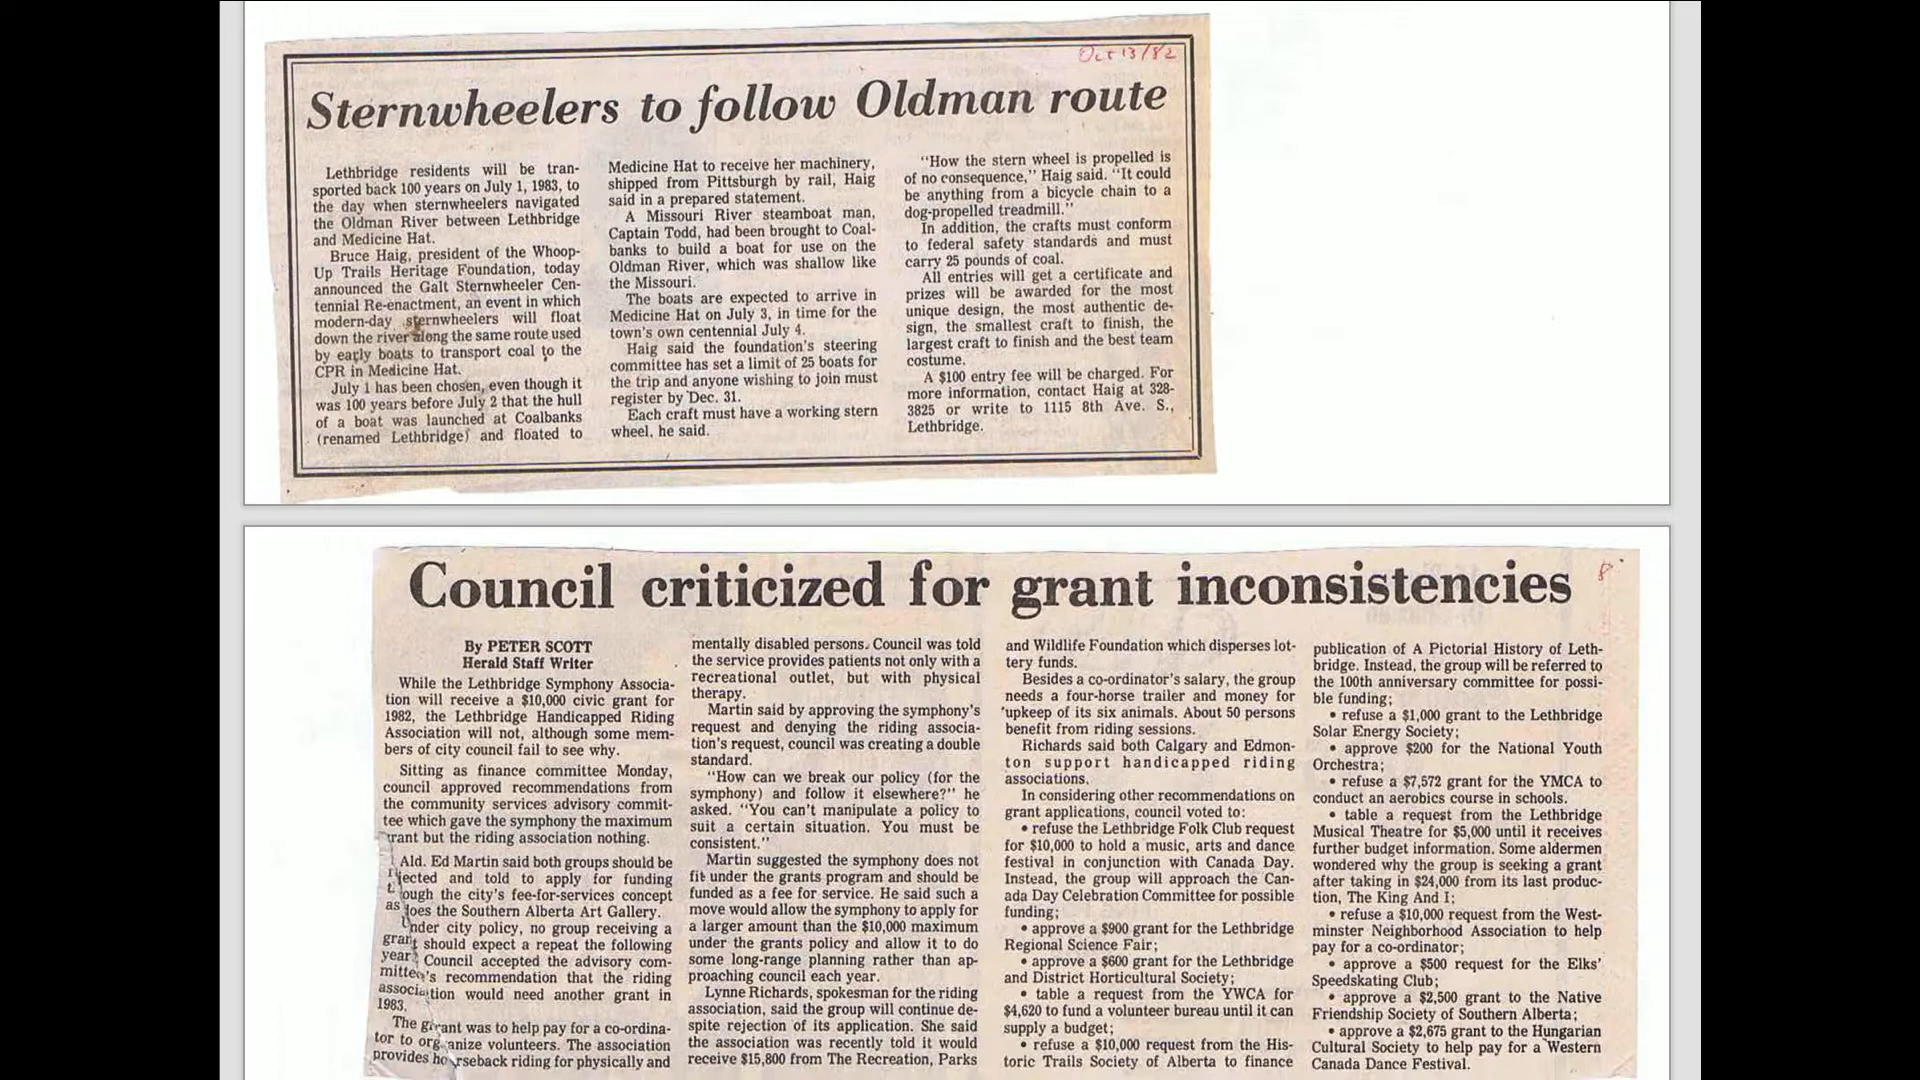 Oct 13/82
Sternwheelers to follow Oldman route
Lethbridge residents will be tran-
sported back 100 years on July 1, 1983, to
the day when sternwheelers navigated
the Oldman River between Lethbridge
and Medicine Hat.
Bruce Haig, president of the Whoop-
Up Trails Heritage Foundation, today
announced the Galt Sternwheeler Cen-
tennial Re-enactment, an event in which
modern-day sternwheelers will float
down the river along the same route used
by early boats to transport coal to the
CPR in Medicine Hat.
July 1 has been chosen, even though it
was 100 years before July 2 that the hull
of a boat was launched at Coalbanks
(renamed Lethbridge) and floated to
Medicine Hat to receive her machinery,
shipped from Pittsburgh by rail, Haig
said in a prepared statement.
A Missouri River steamboat man,
Captain Todd, had been brought to Coal-
banks to build a boat for use on the
Oldman River, which was shallow like
the Missouri.
The boats are expected to arrive in
Medicine Hat on July 3, in time for the
town's own centennial July 4.
Haig said the foundation's steering
committee has set a limit of 25 boats for
the trip and anyone wishing to join must
register by Dec. 31.
Each craft must have a working stern
wheel, he said.
"How the stern wheel is propelled is
of no consequence," Haig said. "It could
be anything from a bicycle chain to a
dog-propelled treadmill."
In addition, the crafts must conform
to federal safety standards and must
carry 25 pounds of coal.
All entries will get a certificate and
prizes will be awarded for the most
unique design, the most authentic de-
sign, the smallest craft to finish, the
largest craft to finish and the best team
costume.
A $100 entry fee will be charged. For
more information, contact Haig at 328-
3825 or write to 1115 8th Ave. S.,
Lethbridge.
Council criticized for grant inconsistencies
8
By PETER SCOTT
Herald Staff Writer
While the Lethbridge Symphony Associa-
tion will receive a $10,000 civic grant for
1982, the Lethbridge Handicapped Riding
Association will not, although some mem-
bers of city council fail to see why.
Sitting as finance committee Monday,
council approved recommendations from
the community services advisory commit-
tee which gave the symphony the maximum
grant but the riding association nothing.
Ald. Ed Martin said both groups should be
rejected and told to apply for funding
through the city's fee-for-services concept
as does the Southern Alberta Art Gallery.
Under city policy, no group receiving a
grant should expect a repeat the following
year. Council accepted the advisory com-
mittee's recommendation that the riding
association would need another grant in
1983.
The grant was to help pay for a co-ordina-
tor to organize volunteers. The association
provides horseback riding for physically and
mentally disabled persons. Council was told
the service provides patients not only with a
recreational outlet, but with physical
therapy.
Martin said by approving the symphony's
request and denying the riding associa-
tion's request, council was creating a double
standard.
"How can we break our policy (for the
symphony) and follow it elsewhere?" he
asked. "You can't manipulate a policy to
suit a certain situation. You must be
consistent."
Martin suggested the symphony does not
fit under the grants program and should be
funded as a fee for service. He said such a
move would allow the symphony to apply for
a larger amount than the $10,000 maximum
under the grants policy and allow it to do
some long-range planning rather than ap-
proaching council each year.
Lynne Richards, spokesman for the riding
association, said the group will continue de-
spite rejection of its application. She said
the association was recently told it would
receive $15,800 from The Recreation, Parks
and Wildlife Foundation which disperses lot-
tery funds.
Besides a co-ordinator's salary, the group
needs a four-horse trailer and money for
upkeep of its six animals. About 50 persons
benefit from riding sessions.
Richards said both Calgary and Edmon-
ton support handicapped riding
associations.
In considering other recommendations on
grant applications, council voted to:
• refuse the Lethbridge Folk Club request
for $10,000 to hold a music, arts and dance
festival in conjunction with Canada Day.
Instead, the group will approach the Can-
ada Day Celebration Committee for possible
funding;
• approve a $900 grant for the Lethbridge
Regional Science Fair;
• approve a $600 grant for the Lethbridge
and District Horticultural Society;
• table a request from the YWCA for
$4,620 to fund a volunteer bureau until it can
supply a budget;
• refuse a $10,000 request from the His-
toric Trails Society of Alberta to finance
publication of A Pictorial History of Leth-
bridge. Instead, the group will be referred to
the 100th anniversary committee for possi-
ble funding;
• refuse a $1,000 grant to the Lethbridge
Solar Energy Society;
• approve $200 for the National Youth
Orchestra;
• refuse a $7,572 grant for the YMCA to
conduct an aerobics course in schools.
• table a request from the Lethbridge
Musical Theatre for $5,000 until it receives
further budget information. Some aldermen
wondered why the group is seeking a grant
after taking in $24,000 from its last produc-
tion, The King And I;
• refuse a $10,000 request from the West-
minster Neighborhood Association to help
pay for a co-ordinator;
• approve a $500 request for the Elks'
Speedskating Club;
• approve a $2,500 grant to the Native
Friendship Society of Southern Alberta;
• approve a $2,675 grant to the Hungarian
Cultural Society to help pay for a Western
Canada Dance Festival.